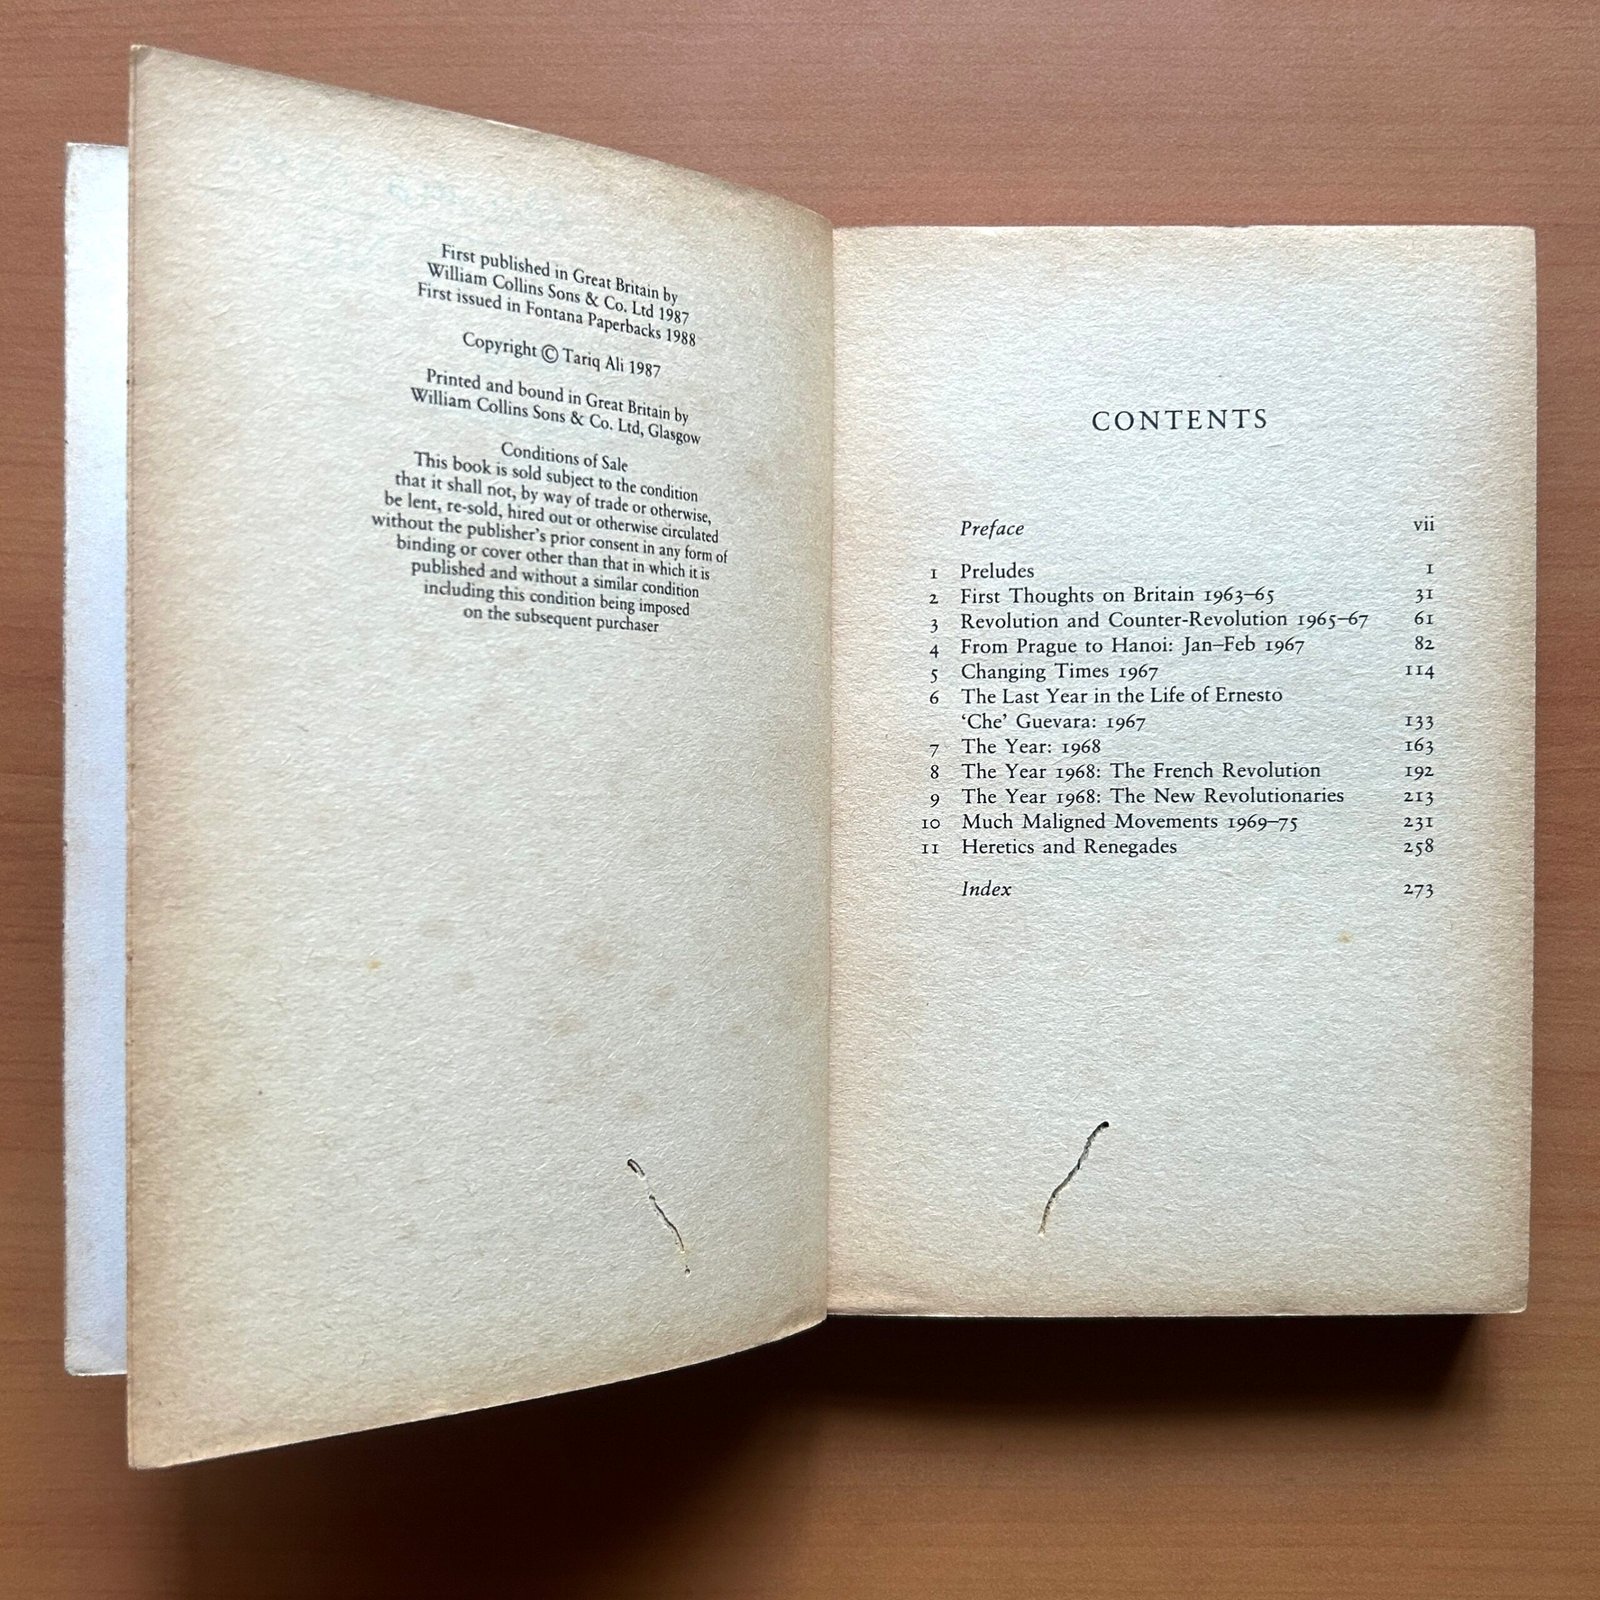 First published in Great Britain by
William Collins Sons & Co. Ltd 1987
First issued in Fontana Paperbacks 1988
Copyright © Tariq Ali 1987
Printed and bound in Great Britain by
William Collins Sons & Co. Ltd, Glasgow
Conditions of Sale
This book is sold subject to the condition
that it shall not, by way of trade or otherwise,
be lent, re-sold, hired out or otherwise circulated
without the publisher's prior consent in any form of
binding or cover other than that in which it is
published and without a similar condition
including this condition being imposed
on the subsequent purchaser
CONTENTS
Preface vii
1 Preludes 1
2 First Thoughts on Britain 1963–65 31
3 Revolution and Counter-Revolution 1965–67 61
4 From Prague to Hanoi: Jan–Feb 1967 82
5 Changing Times 1967 114
6 The Last Year in the Life of Ernesto
‘Che’ Guevara: 1967 133
7 The Year: 1968 163
8 The Year 1968: The French Revolution 192
9 The Year 1968: The New Revolutionaries 213
10 Much Maligned Movements 1969–75 231
11 Heretics and Renegades 258
Index 273